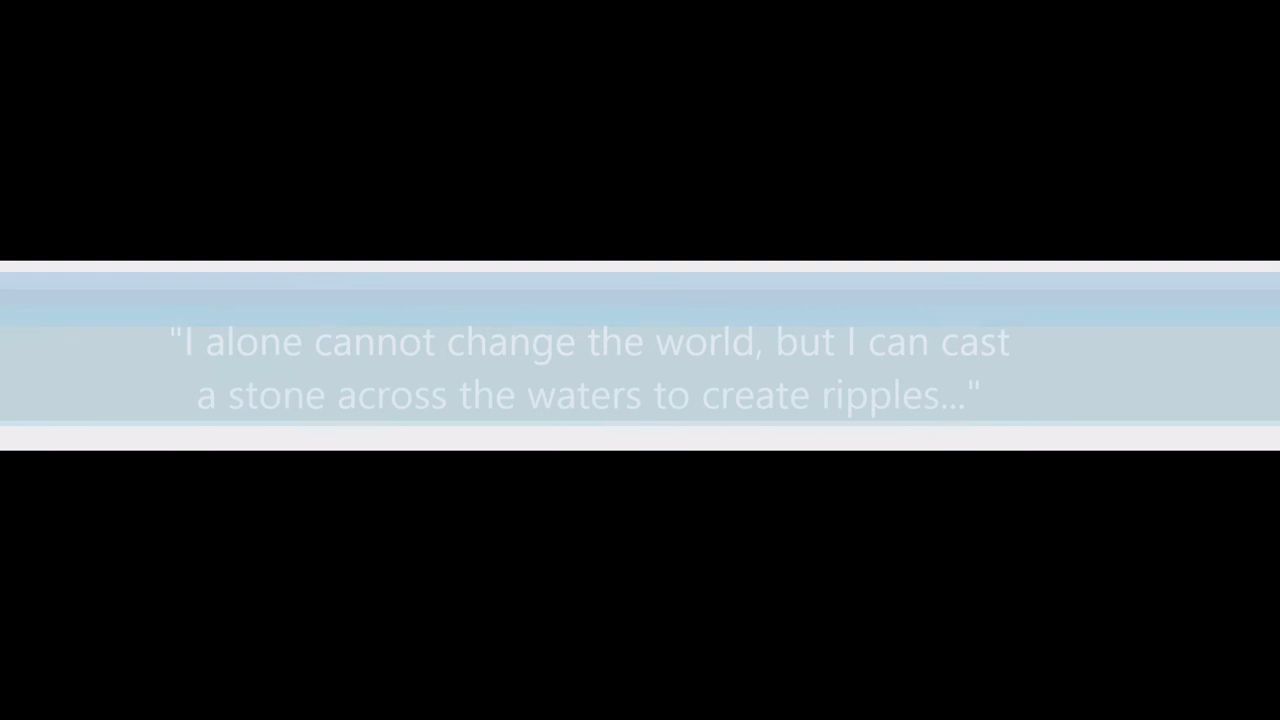 "I alone cannot change the world, but I can cast
a stone across the waters to create ripples..."